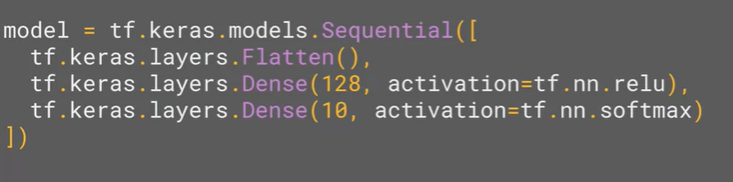 model = tf.keras.models.Sequential([
  tf.keras.layers.Flatten(),
  tf.keras.layers.Dense(128, activation=tf.nn.relu),
  tf.keras.layers.Dense(10, activation=tf.nn.softmax)
])